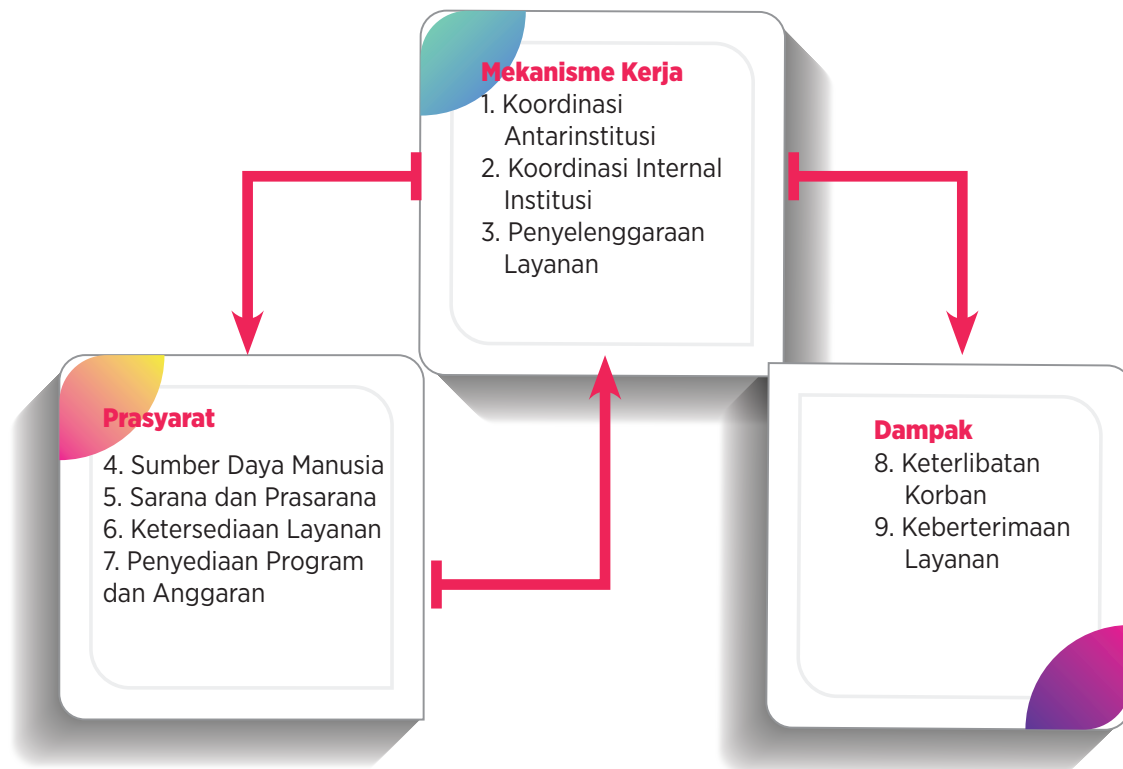 Mekanisme Kerja
1. Koordinasi
Antarinstitusi
2. Koordinasi Internal
Institusi
3. Penyelenggaraan
Layanan
Prasyarat
4. Sumber Daya Manusia
5. Sarana dan Prasarana
6. Ketersediaan Layanan
7. Penyediaan Program
dan Anggaran
Dampak
8. Keterlibatan
Korban
9. Keberterimaan
Layanan